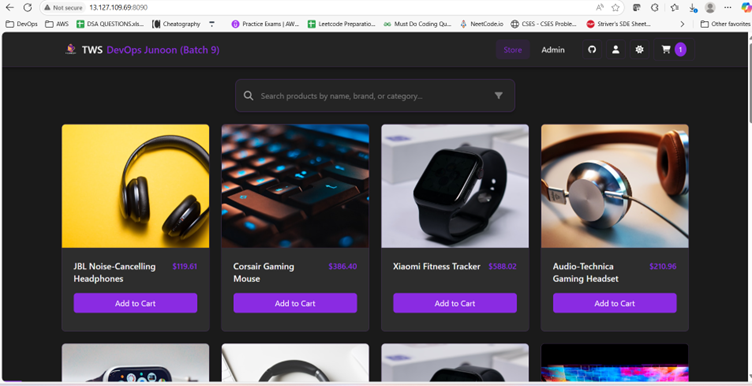 Not secure 13.127.109.69:8090
DevOps AWS DSA QUESTIONS.xls... Cheatography Practice Exams | AW... Leetcode Preparatio... Must Do Coding Qu... NeetCode.io CSES - CSES Proble... Striver's SDE Sheet... Other favorites
TWS DevOps Junoon (Batch 9) Store Admin 1
Search products by name, brand, or category...
JBL Noise-Cancelling Headphones $119.61
Add to Cart
Corsair Gaming Mouse $386.40
Add to Cart
Xiaomi Fitness Tracker $588.02
Add to Cart
Audio-Technica Gaming Headset $210.96
Add to Cart